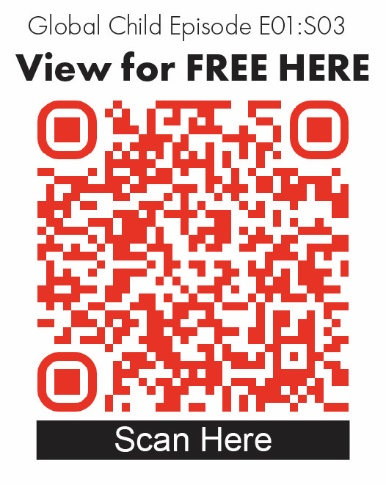 Global Child Episode E01:S03
View for FREE HERE
Scan Here